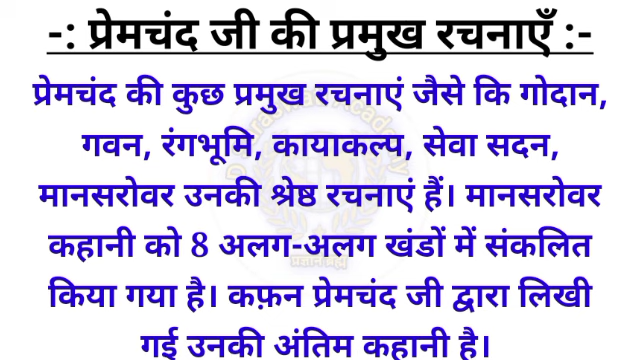 -: प्रेमचंद जी की प्रमुख रचनाएँ :-
प्रेमचंद की कुछ प्रमुख रचनाएं जैसे कि गोदान,
गवन, रंगभूमि, कायाकल्प, सेवा सदन,
मानसरोवर उनकी श्रेष्ठ रचनाएं हैं। मानसरोवर
कहानी को 8 अलग-अलग खंडों में संकलित
किया गया है। कफ़न प्रेमचंद जी द्वारा लिखी
गई उनकी अंतिम कहानी है।